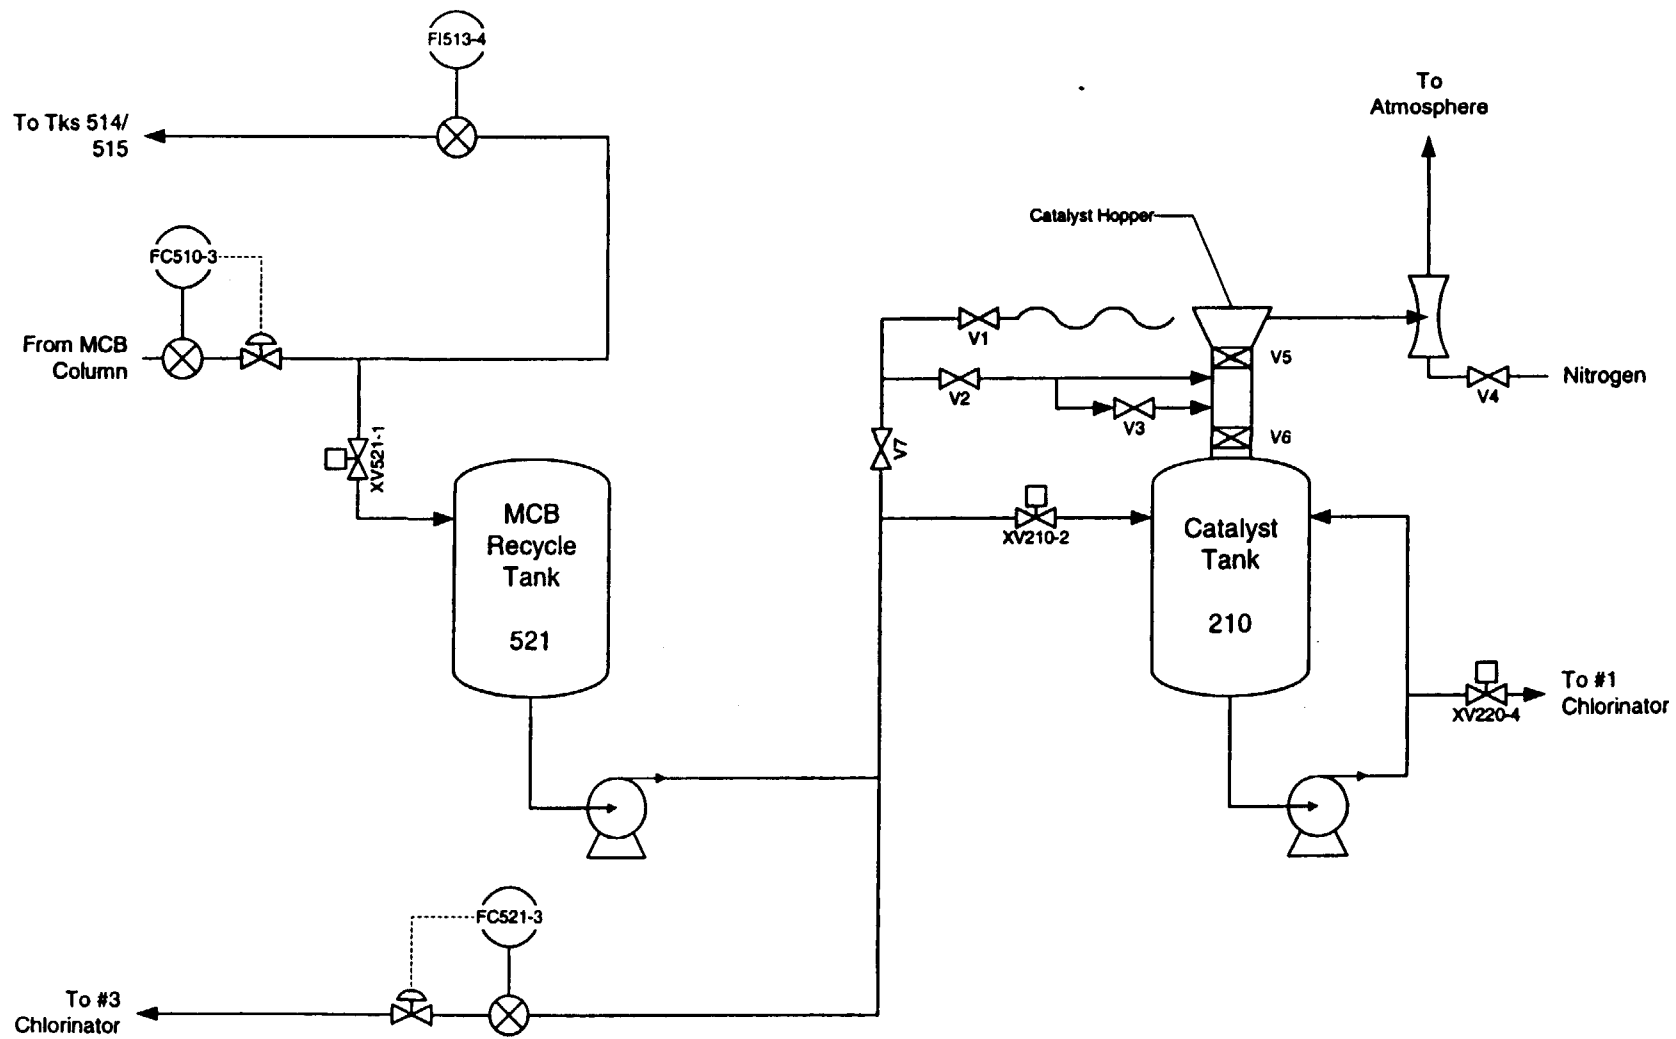 FI513-4
To Tks 514/
515
To
Atmosphere
Catalyst Hopper
FC510-3
From MCB
Column
V1
V5
V2
V4
Nitrogen
V3
V6
V7
XV521-1
MCB
Recycle
Tank
521
XV210-2
Catalyst
Tank
210
To #1
Chlorinator
XV220-4
FC521-3
To #3
Chlorinator